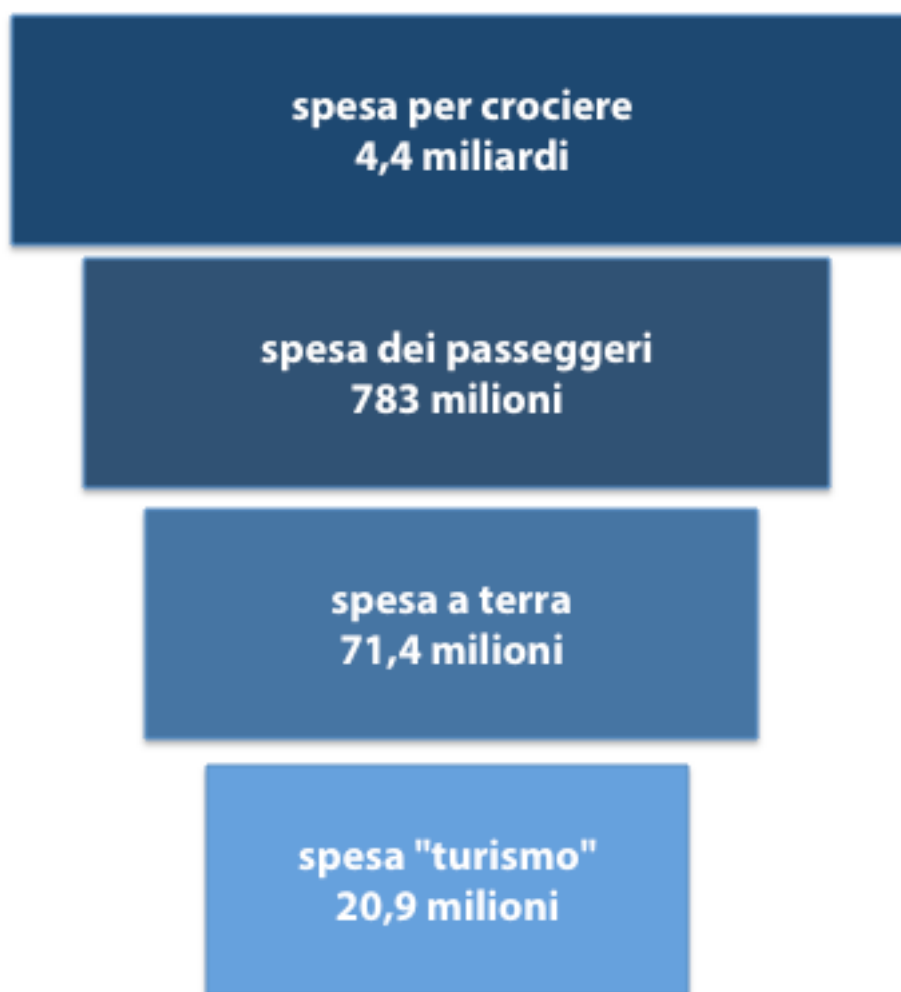 spesa per crociere
4,4 miliardi
spesa dei passeggeri
783 milioni
spesa a terra
71,4 milioni
spesa "turismo"
20,9 milioni